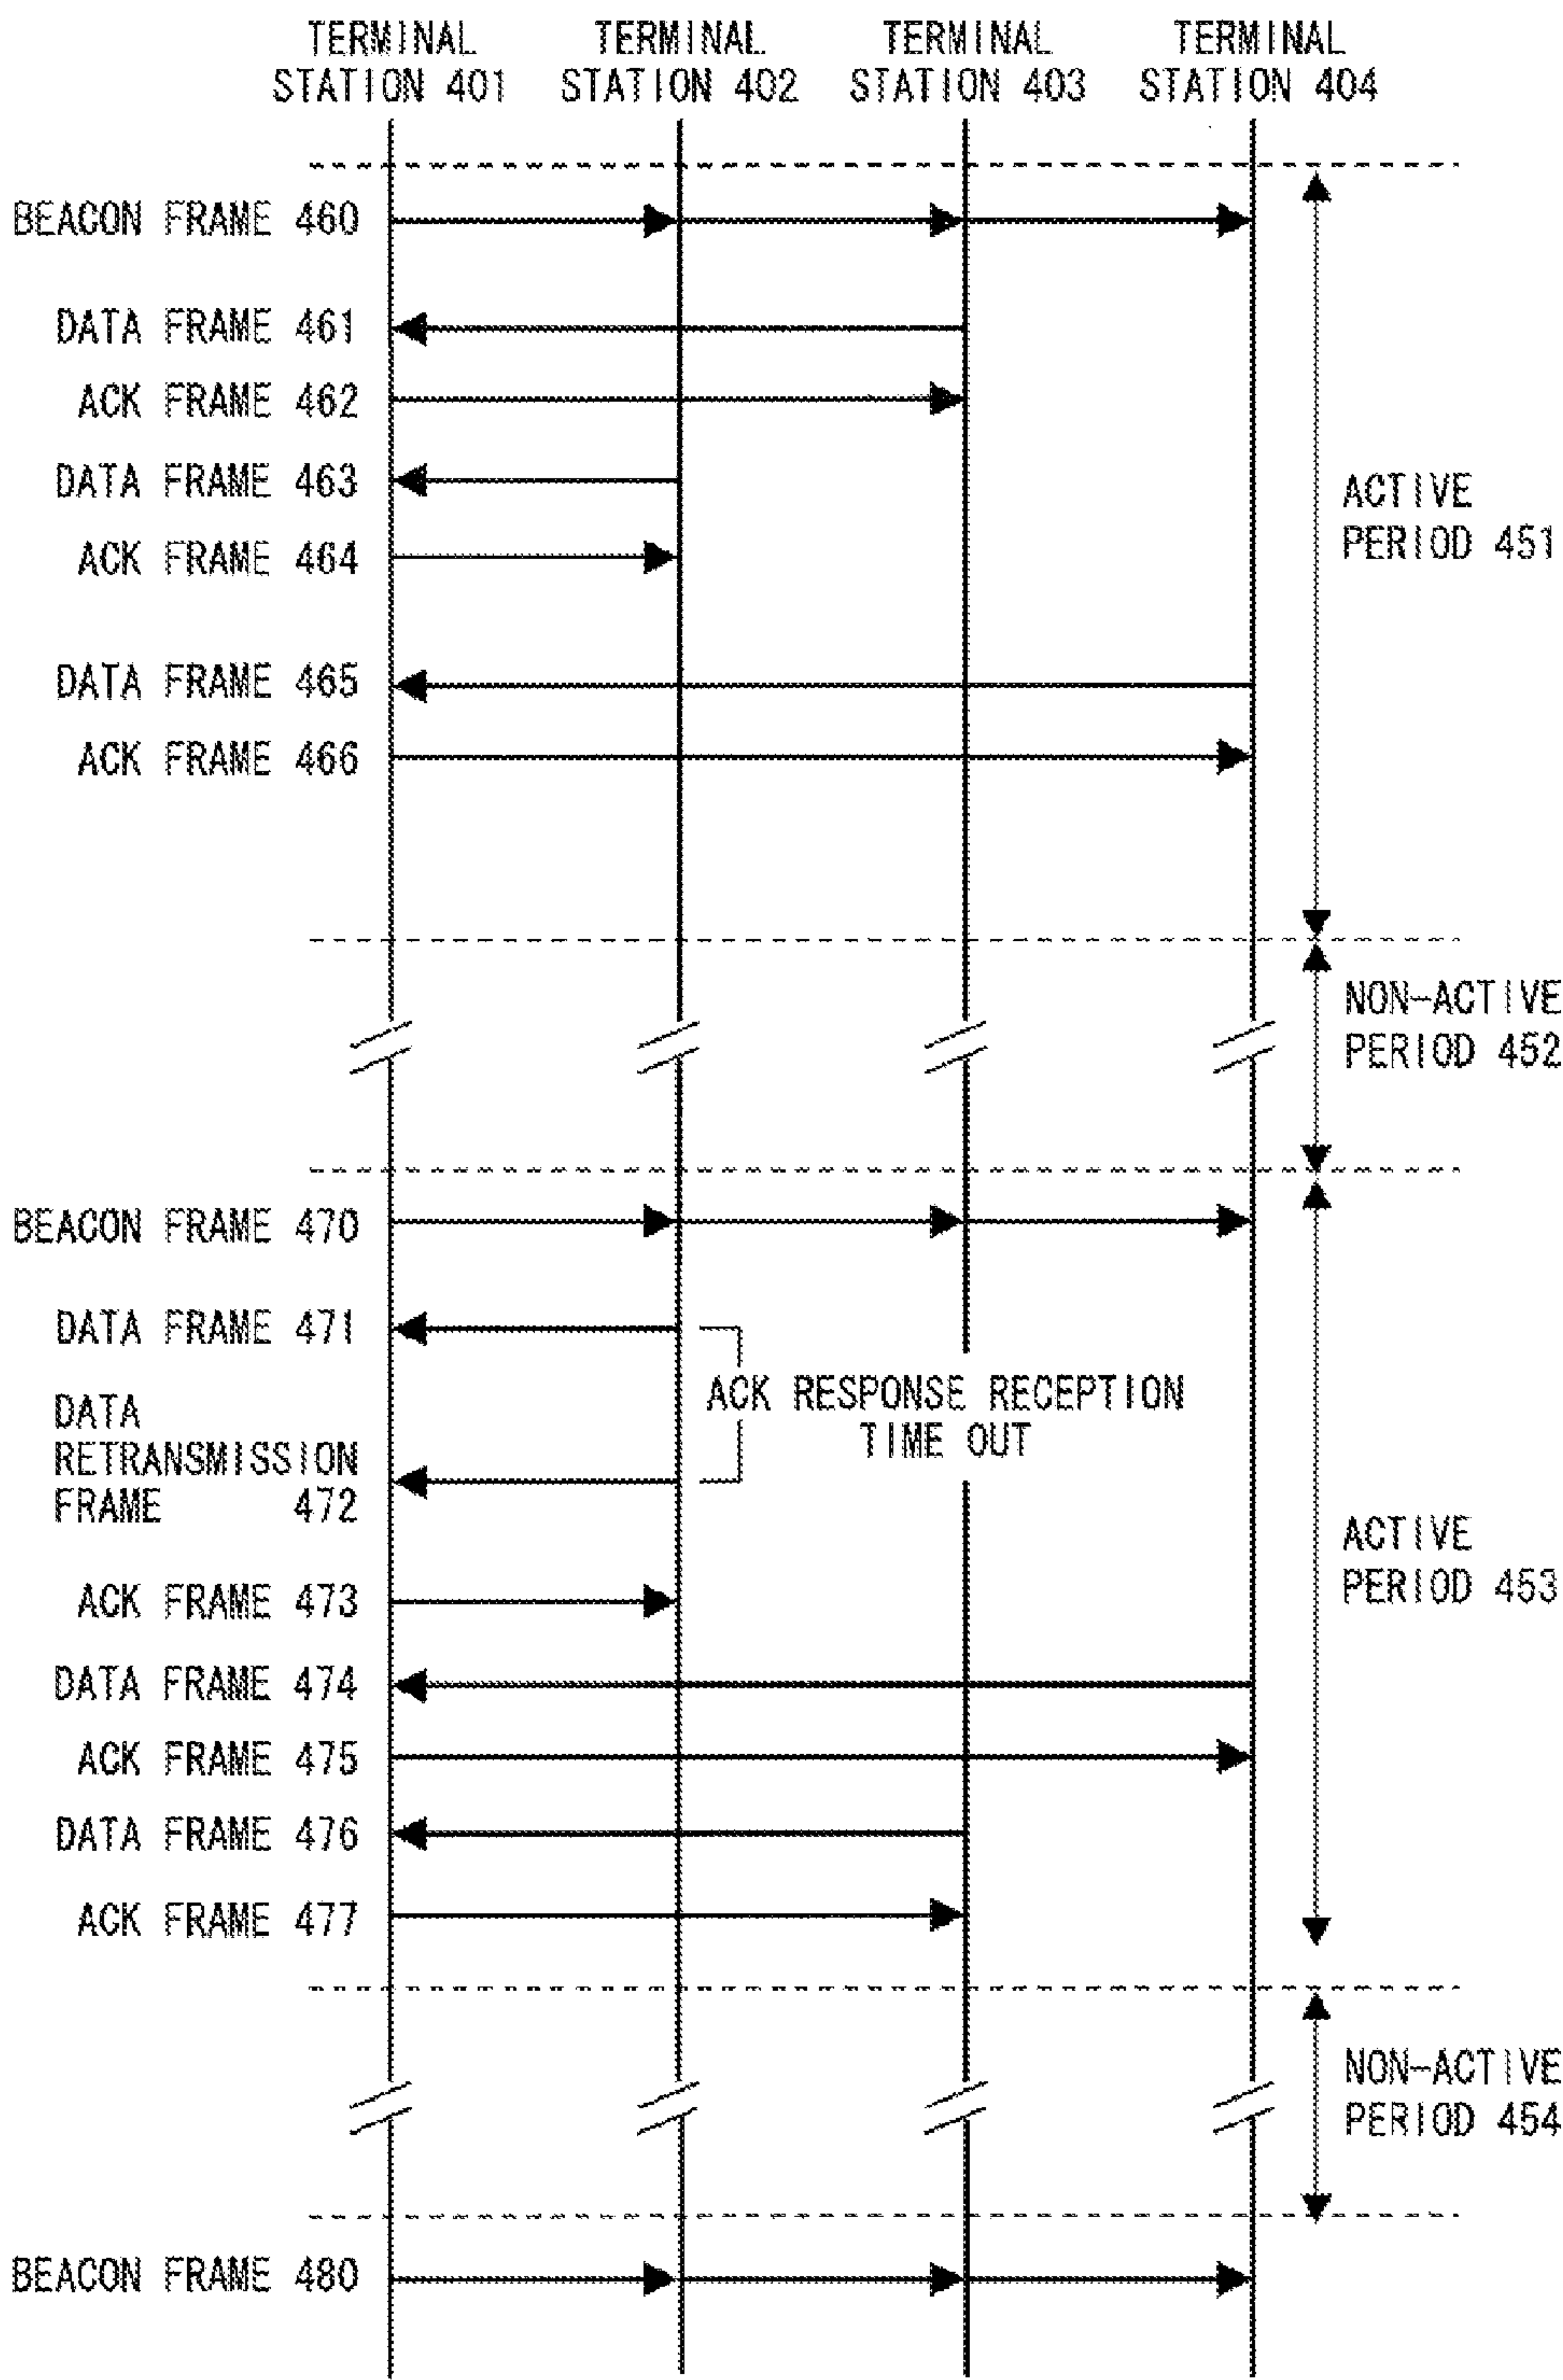 TERMINAL STATION 401
TERMINAL STATION 402
TERMINAL STATION 403
TERMINAL STATION 404
BEACON FRAME 460
DATA FRAME 461
ACK FRAME 462
DATA FRAME 463
ACK FRAME 464
ACTIVE
PERIOD 451
DATA FRAME 465
ACK FRAME 466
NON-ACTIVE
PERIOD 452
BEACON FRAME 470
DATA FRAME 471
ACK RESPONSE RECEPTION
TIME OUT
DATA
RETRANSMISSION
FRAME 472
ACTIVE
PERIOD 453
ACK FRAME 473
DATA FRAME 474
ACK FRAME 475
DATA FRAME 476
ACK FRAME 477
NON-ACTIVE
PERIOD 454
BEACON FRAME 480